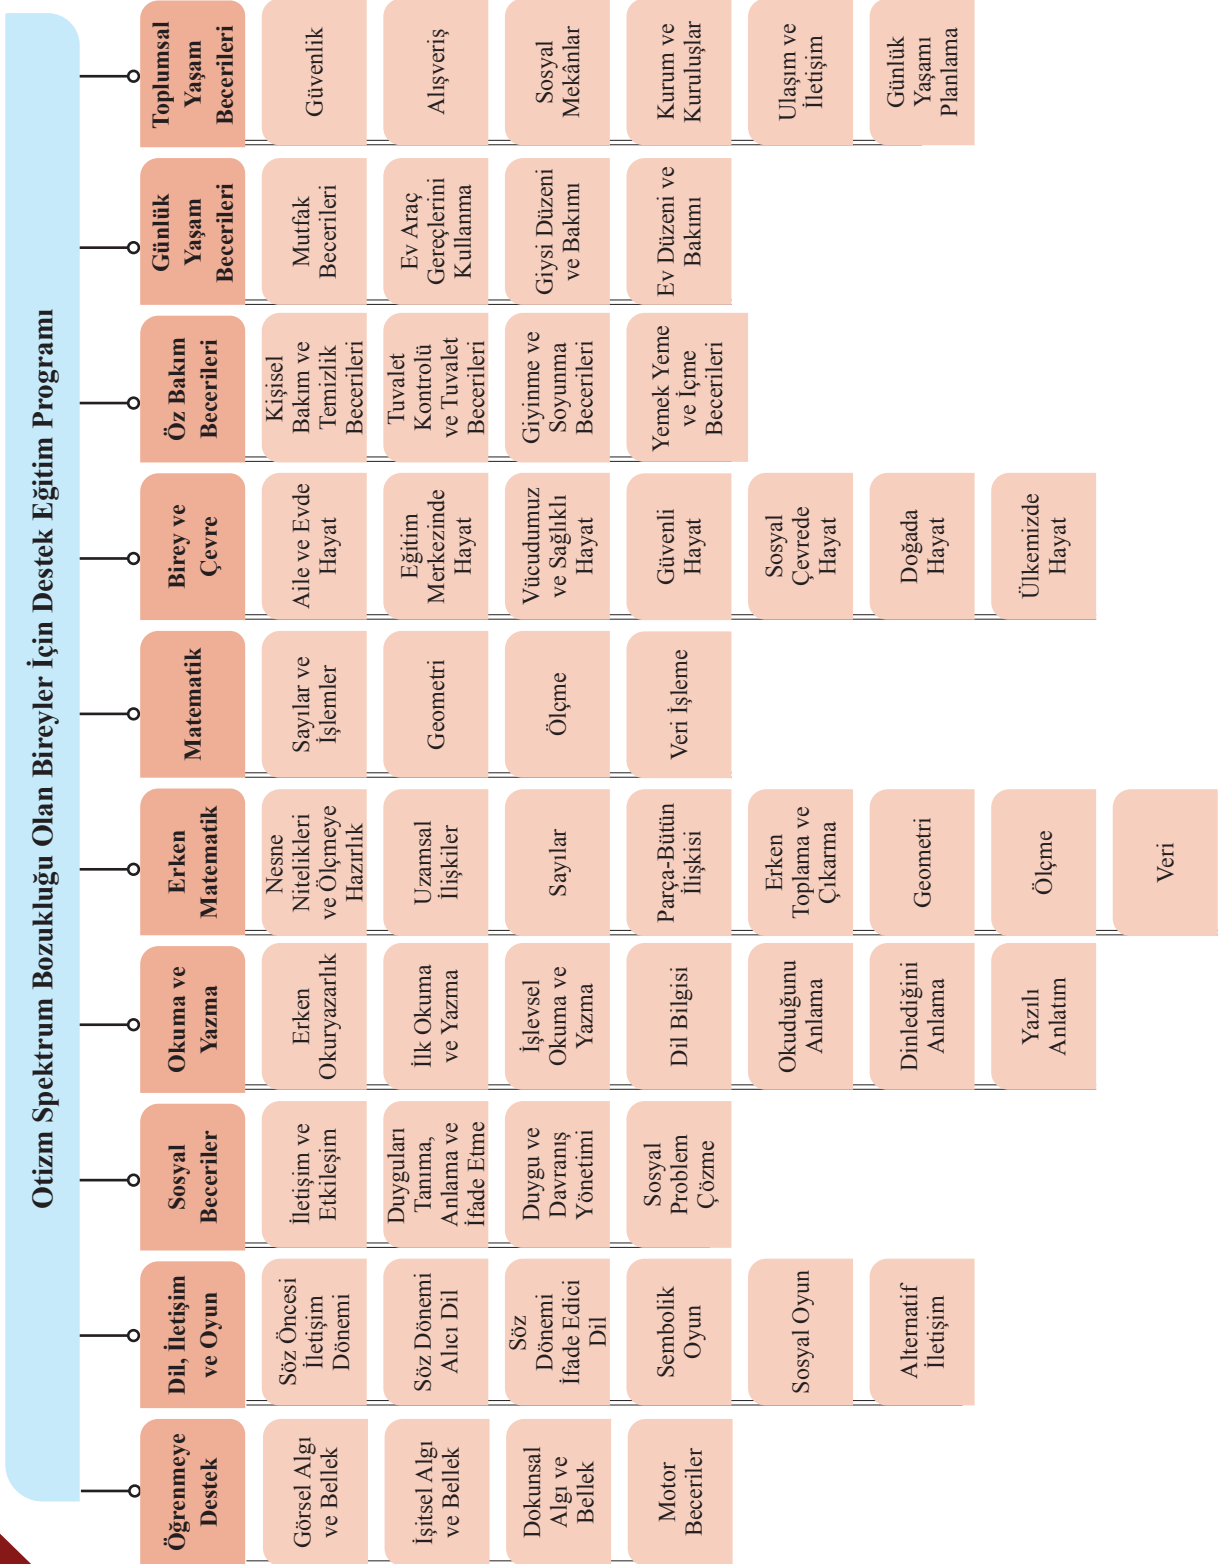 Otizm Spektrum Bozukluğu Olan Bireyler İçin Destek Eğitim Programı
Öğrenmeye
Destek
Görsel Algı
ve Bellek
İşitsel Algı
ve Bellek
Dokunsal
Algı ve
Bellek
Motor
Beceriler
Dil, İletişim
ve Oyun
Söz Öncesi
İletişim
Dönemi
Söz Dönemi
Alıcı Dil
Söz
Dönemi
İfade Edici
Dil
Sembolik
Oyun
Sosyal Oyun
Alternatif
İletişim
Sosyal
Beceriler
İletişim ve
Etkileşim
Duyguları
Tanıma,
Anlama ve
İfade Etme
Duygu ve
Davranış
Yönetimi
Sosyal
Problem
Çözme
Okuma ve
Yazma
Erken
Okuryazarlık
İlk Okuma
ve Yazma
İşlevsel
Okuma ve
Yazma
Dil Bilgisi
Okuduğunu
Anlama
Dinlediğini
Anlama
Yazılı
Anlatım
Erken
Matematik
Nesne
Nitelikleri
ve Ölçmeye
Hazırlık
Uzamsal
İlişkiler
Sayılar
Parça-Bütün
İlişkisi
Erken
Toplama ve
Çıkarma
Geometri
Ölçme
Veri
Matematik
Sayılar ve
İşlemler
Geometri
Ölçme
Veri İşleme
Birey ve
Çevre
Aile ve Evde
Hayat
Eğitim
Merkezinde
Hayat
Vücudumuz
ve Sağlıklı
Hayat
Güvenli
Hayat
Sosyal
Çevrede
Hayat
Doğada
Hayat
Ülkemizde
Hayat
Öz Bakım
Becerileri
Kişisel
Bakım ve
Temizlik
Becerileri
Tuvalet
Kontrolü
ve Tuvalet
Becerileri
Giyinme ve
Soyunma
Becerileri
Yemek Yeme
ve İçme
Becerileri
Günlük
Yaşam
Becerileri
Mutfak
Becerileri
Ev Araç
Gereçlerini
Kullanma
Giysi Düzeni
ve Bakımı
Ev Düzeni ve
Bakımı
Toplumsal
Yaşam
Becerileri
Güvenlik
Alışveriş
Sosyal
Mekânlar
Kurum ve
Kuruluşlar
Ulaşım ve
İletişim
Günlük
Yaşamı
Planlama